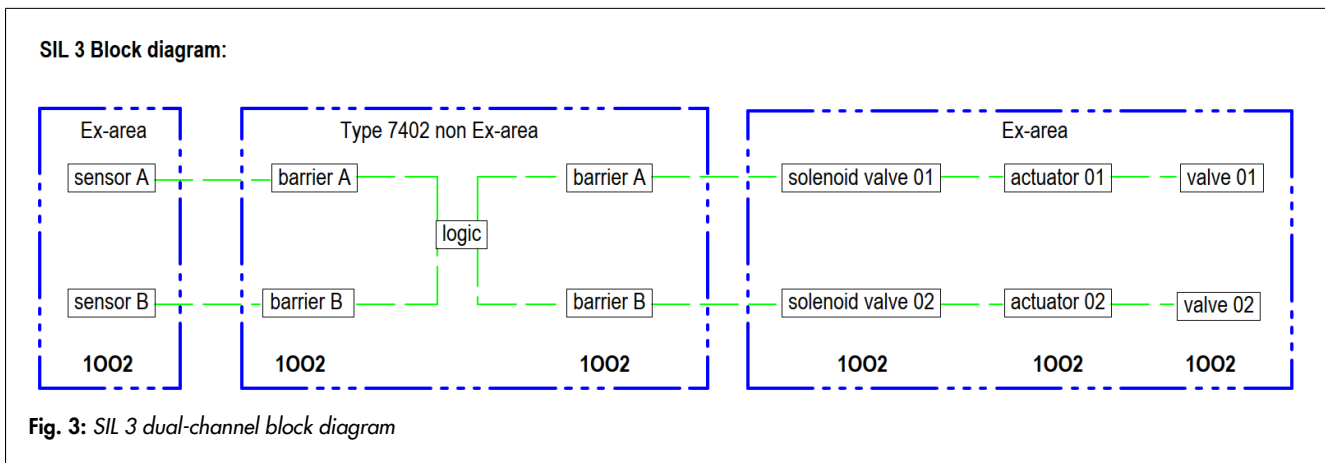 SIL 3 Block diagram:
Ex-area
Type 7402 non Ex-area
Ex-area
sensor A
barrier A
barrier A
solenoid valve 01
actuator 01
valve 01
logic
sensor B
barrier B
barrier B
solenoid valve 02
actuator 02
valve 02
1OO2
1OO2
1OO2
1OO2
1OO2
1OO2
Fig. 3: SIL 3 dual-channel block diagram